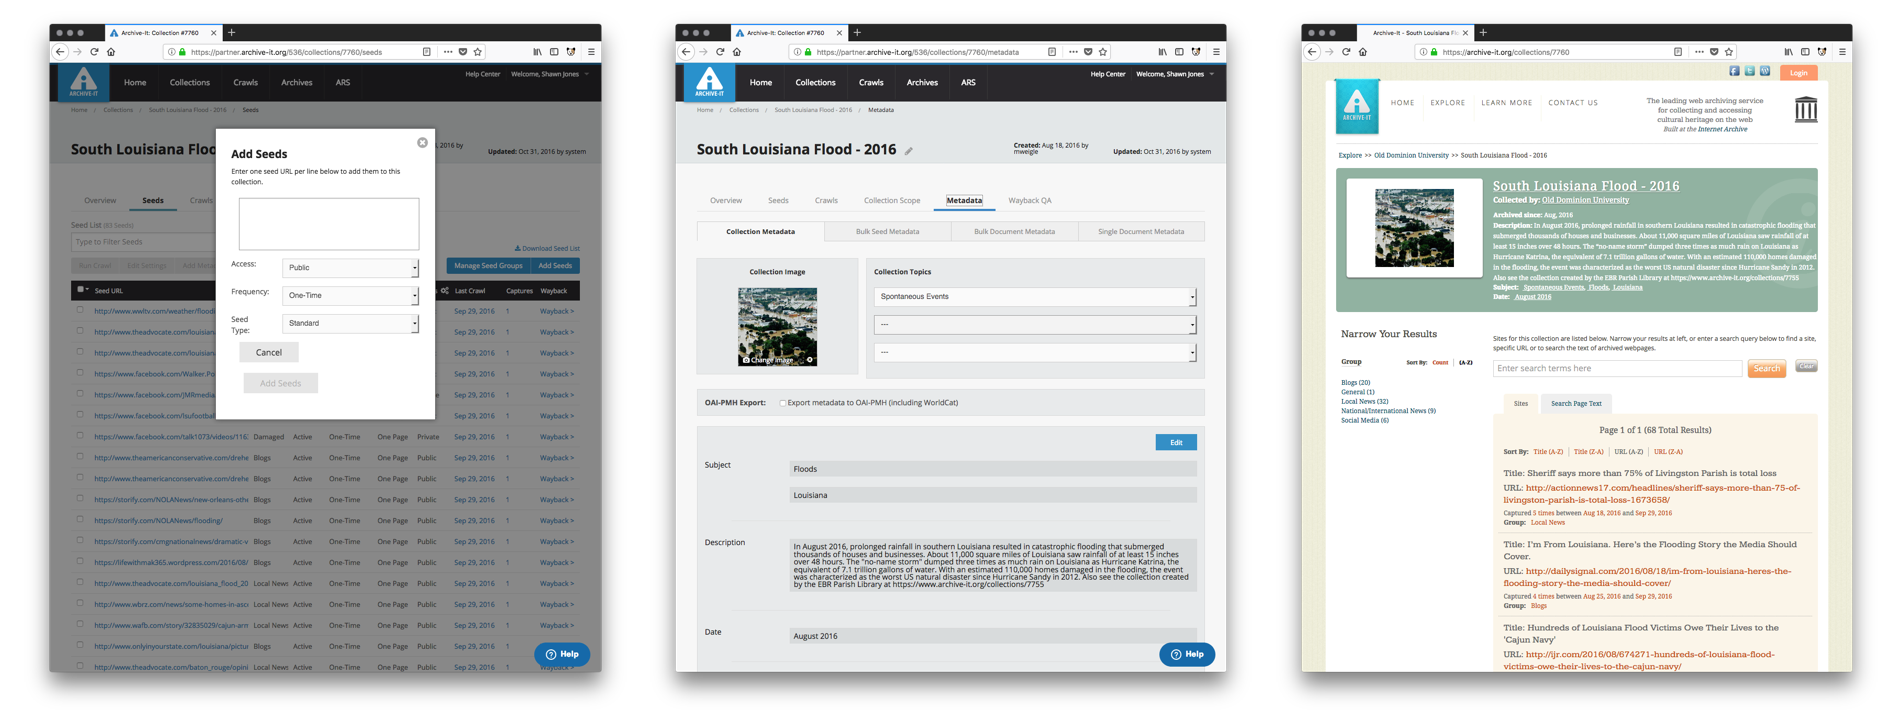 Archive-It: Collection #7760
https://partner.archive-it.org/536/collections/7760/seeds
ARCHIVE-IT
Home Collections Crawls Archives ARS
Help Center Welcome, Shawn Jones
Home / Collections / South Louisiana Flood - 2016 / Seeds
South Louisiana Floo
, 2016 by
Updated: Oct 31, 2016 by system
Overview Seeds Crawls
Seed List (83 Seeds)
Type to Filter Seeds
Download Seed List
Run Crawl Edit Settings Add Meta
Manage Seed Groups Add Seeds
Seed URL Last Crawl Captures Wayback
Add Seeds
Enter one seed URL per line below to add them to this
collection.
Access: Public
Frequency: One-Time
Seed
Type: Standard
Cancel
Add Seeds
http://www.wwltv.com/weather/flood Sep 29, 2016 1 Wayback >
http://www.theadvocate.com/louisian Sep 29, 2016 1 Wayback >
http://www.theadvocate.com/louisian Sep 29, 2016 1 Wayback >
https://www.facebook.com/Walker.Po Sep 29, 2016 1 Wayback >
https://www.facebook.com/JMRmedia Sep 29, 2016 1 Wayback >
https://www.facebook.com/lsufootbal Sep 29, 2016 1 Wayback >
https://www.facebook.com/talk1073/videos/116 Damaged Active One-Time One Page Private Sep 29, 2016 1 Wayback >
http://www.theamericanconservative.com/drehe Blogs Active One-Time One Page Public Sep 29, 2016 1 Wayback >
http://www.theamericanconservative.com/drehe Blogs Active One-Time One Page Public Sep 29, 2016 1 Wayback >
https://storify.com/NOLANews/new-orleans-othe Blogs Active One-Time One Page Public Sep 29, 2016 1 Wayback >
https://storify.com/NOLANews/flooding/ Blogs Active One-Time One Page Public Sep 29, 2016 1 Wayback >
https://storify.com/cmgnationalnews/dramatic-v Blogs Active One-Time One Page Public Sep 29, 2016 1 Wayback >
https://lifewithmak365.wordpress.com/2016/08/ Blogs Active One-Time One Page Public Sep 29, 2016 1 Wayback >
http://www.theadvocate.com/louisiana_flood_20 Local News Active One-Time One Page Public Sep 29, 2016 1 Wayback >
http://www.wbrz.com/news/some-homes-in-asc Local News Active One-Time One Page Public Sep 29, 2016 1 Wayback >
http://www.wafb.com/story/32835029/cajun-arm Local News Active One-Time One Page Public Sep 29, 2016 1 Wayback >
http://www.onlyinyourstate.com/louisiana/pictur Blogs Active One-Time One Page Public Sep 29, 2016 1
http://www.theadvocate.com/baton_rouge/opini Local News Active One-Time One Page Public Sep 29, 2016 1 Wayback >
Help
Archive-It: Collection #7760
https://partner.archive-it.org/536/collections/7760/metadata
ARCHIVE-IT
Home Collections Crawls Archives ARS
Help Center Welcome, Shawn Jones
Home / Collections / South Louisiana Flood - 2016 / Metadata
South Louisiana Flood - 2016
Created: Aug 18, 2016 by
mweigle
Updated: Oct 31, 2016 by system
Overview Seeds Crawls Collection Scope Metadata Wayback QA
Collection Metadata Bulk Seed Metadata Bulk Document Metadata Single Document Metadata
Collection Image
Change Image
Collection Topics
Spontaneous Events
---
---
OAI-PMH Export: Export metadata to OAI-PMH (including WorldCat)
Edit
Subject Floods
Louisiana
Description In August 2016, prolonged rainfall in southern Louisiana resulted in catastrophic flooding that submerged
thousands of houses and businesses. About 11,000 square miles of Louisiana saw rainfall of at least 15 inches
over 48 hours. The "no-name storm" dumped three times as much rain on Louisiana as Hurricane Katrina, the
equivalent of 7.1 trillion gallons of water. With an estimated 110,000 homes damaged in the flooding, the event
was characterized as the worst US natural disaster since Hurricane Sandy in 2012. Also see the collection created
by the EBR Parish Library at https://www.archive-it.org/collections/7755
Date August 2016
Help
Archive-It - South Louisiana Fl
https://archive-it.org/collections/7760
Login
ARCHIVE-IT
HOME EXPLORE LEARN MORE CONTACT US
The leading web archiving service
for collecting and accessing
cultural heritage on the web
Built at the Internet Archive
Explore >> Old Dominion University >> South Louisiana Flood - 2016
South Louisiana Flood - 2016
Collected by: Old Dominion University
Archived since: Aug, 2016
Description: In August 2016, prolonged rainfall in southern Louisiana resulted in catastrophic flooding that
submerged thousands of houses and businesses. About 11,000 square miles of Louisiana saw rainfall of at
least 15 inches over 48 hours. The "no-name storm" dumped three times as much rain on Louisiana as
Hurricane Katrina, the equivalent of 7.1 trillion gallons of water. With an estimated 110,000 homes damaged
in the flooding, the event was characterized as the worst US natural disaster since Hurricane Sandy in 2012.
Also see the collection created by the EBR Parish Library at https://www.archive-it.org/collections/7755
Subject: Spontaneous Events, Floods, Louisiana
Date: August 2016
Narrow Your Results
Group Sort By: Count (A-Z)
Blogs (20)
General (1)
Local News (32)
National/International News (9)
Social Media (6)
Sites for this collection are listed below. Narrow your results at left, or enter a search query below to find a site,
specific URL or to search the text of archived webpages.
Enter search terms here Search Clear
Sites Search Page Text
Page 1 of 1 (68 Total Results)
Sort By: Title (A-Z) Title (Z-A) URL (A-Z) URL (Z-A)
Title: Sheriff says more than 75% of Livingston Parish is total loss
URL: http://actionnews17.com/headlines/sheriff-says-more-than-75-of-
livingston-parish-is-total-loss-1673658/
Captured 5 times between Aug 18, 2016 and Sep 29, 2016
Group: Local News
Title: I'm From Louisiana. Here's the Flooding Story the Media Should
Cover.
URL: http://dailysignal.com/2016/08/18/im-from-louisiana-heres-the-
flooding-story-the-media-should-cover/
Captured 4 times between Aug 25, 2016 and Sep 29, 2016
Group: Blogs
Title: Hundreds of Louisiana Flood Victims Owe Their Lives to the
'Cajun Navy'
URL: http://ijr.com/2016/08/674271-hundreds-of-louisiana-flood-
victims-owe-their-lives-to-the-cajun-navy/